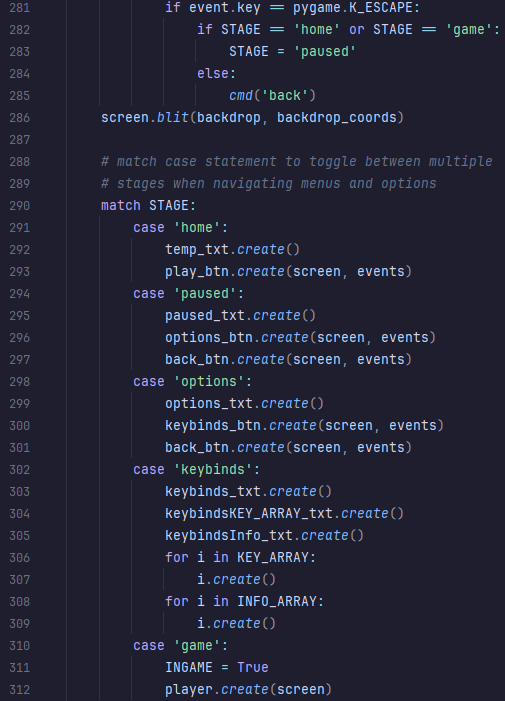 281 if event.key == pygame.K_ESCAPE:
282 if STAGE == 'home' or STAGE == 'game':
283 STAGE = 'paused'
284 else:
285 cmd('back')
286 screen.blit(backdrop, backdrop_coords)
287
288 # match case statement to toggle between multiple
289 # stages when navigating menus and options
290 match STAGE:
291 case 'home':
292 temp_txt.create()
293 play_btn.create(screen, events)
294 case 'paused':
295 paused_txt.create()
296 options_btn.create(screen, events)
297 back_btn.create(screen, events)
298 case 'options':
299 options_txt.create()
300 keybinds_btn.create(screen, events)
301 back_btn.create(screen, events)
302 case 'keybinds':
303 keybinds_txt.create()
304 keybindsKEY_ARRAY_txt.create()
305 keybindsInfo_txt.create()
306 for i in KEY_ARRAY:
307 i.create()
308 for i in INFO_ARRAY:
309 i.create()
310 case 'game':
311 INGAME = True
312 player.create(screen)